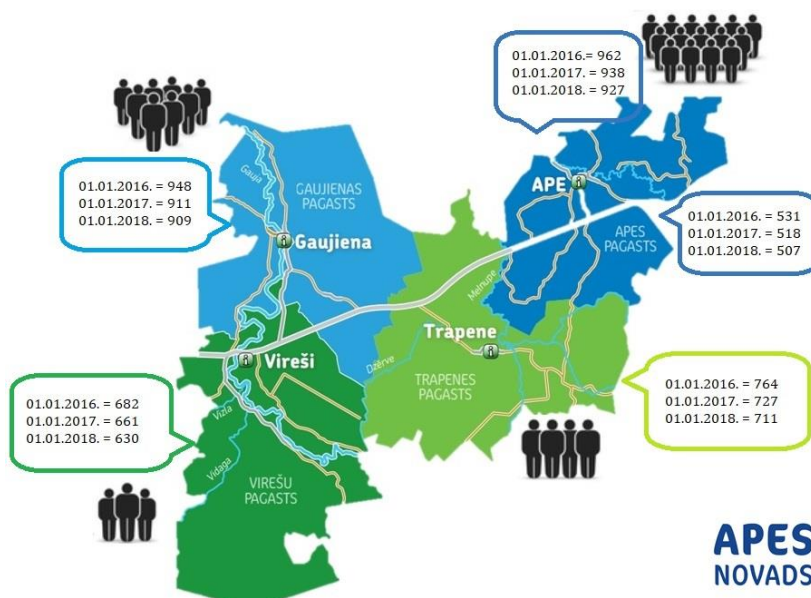 01.01.2016.= 962
01.01.2017. = 938
01.01.2018. = 927
01.01.2016. = 948
01.01.2017. = 911
01.01.2018. = 909
Gauja
GAUJIENAS
PAGASTS
Gaujiena
APE
01.01.2016. = 531
01.01.2017. = 518
01.01.2018. = 507
APES
PAGASTS
Melnupe
Trapene
Vireši
Dzērve
TRAPENES
PAGASTS
01.01.2016. = 764
01.01.2017. = 727
01.01.2018. = 711
01.01.2016. = 682
01.01.2017. = 661
01.01.2018. = 630
Vizla
Vidaga
VIREŠU
PAGASTS
APES
NOVADS